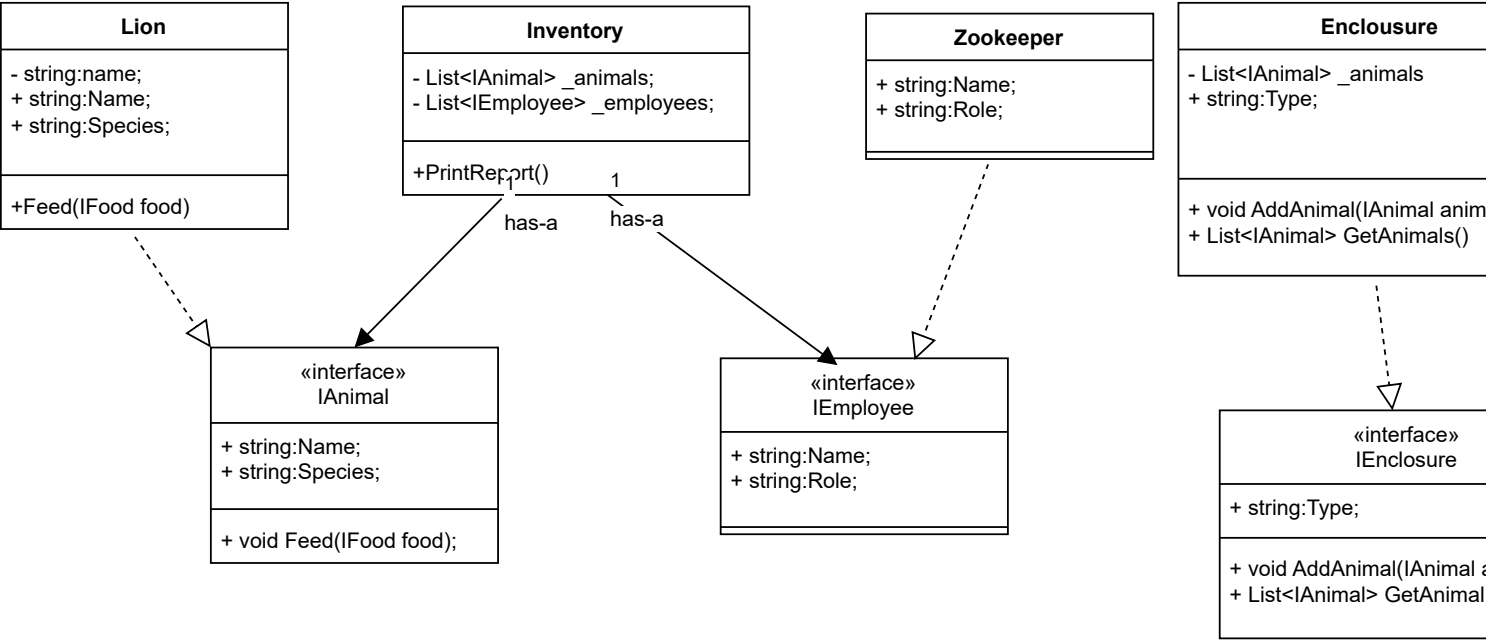 Lion
- string:name;
+ string:Name;
+ string:Species;
+Feed(IFood food)
Inventory
- List<IAnimal> _animals;
- List<IEmployee> _employees;
+PrintReport()
1
1
has-a
has-a
Zookeeper
+ string:Name;
+ string:Role;
Enclousure
- List<IAnimal> _animals
+ string:Type;
+ void AddAnimal(IAnimal anim
+ List<IAnimal> GetAnimals()
«interface»
IAnimal
+ string:Name;
+ string:Species;
+ void Feed(IFood food);
«interface»
IEmployee
+ string:Name;
+ string:Role;
«interface»
IEnclosure
+ string:Type;
+ void AddAnimal(IAnimal a
+ List<IAnimal> GetAnimal